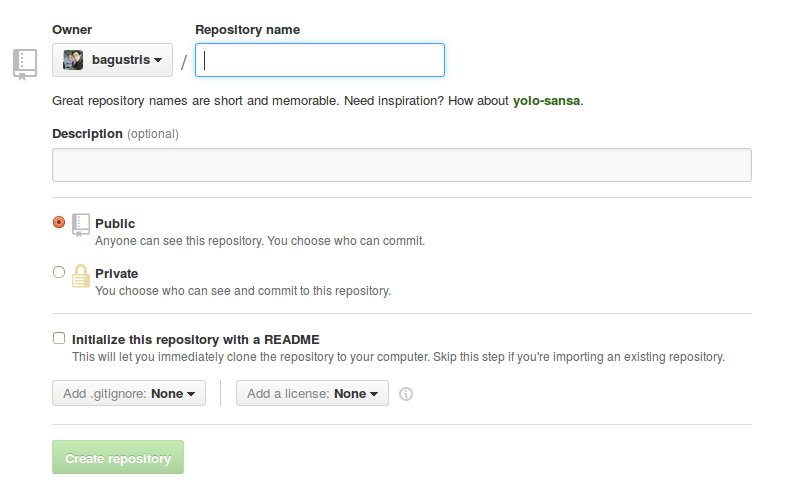 Owner Repository name
bagustris /
Great repository names are short and memorable. Need inspiration? How about yolo-sansa.
Description (optional)
Public
Anyone can see this repository. You choose who can commit.
Private
You choose who can see and commit to this repository.
Initialize this repository with a README
This will let you immediately clone the repository to your computer. Skip this step if you're importing an existing repository.
Add .gitignore: None Add a license: None
Create repository